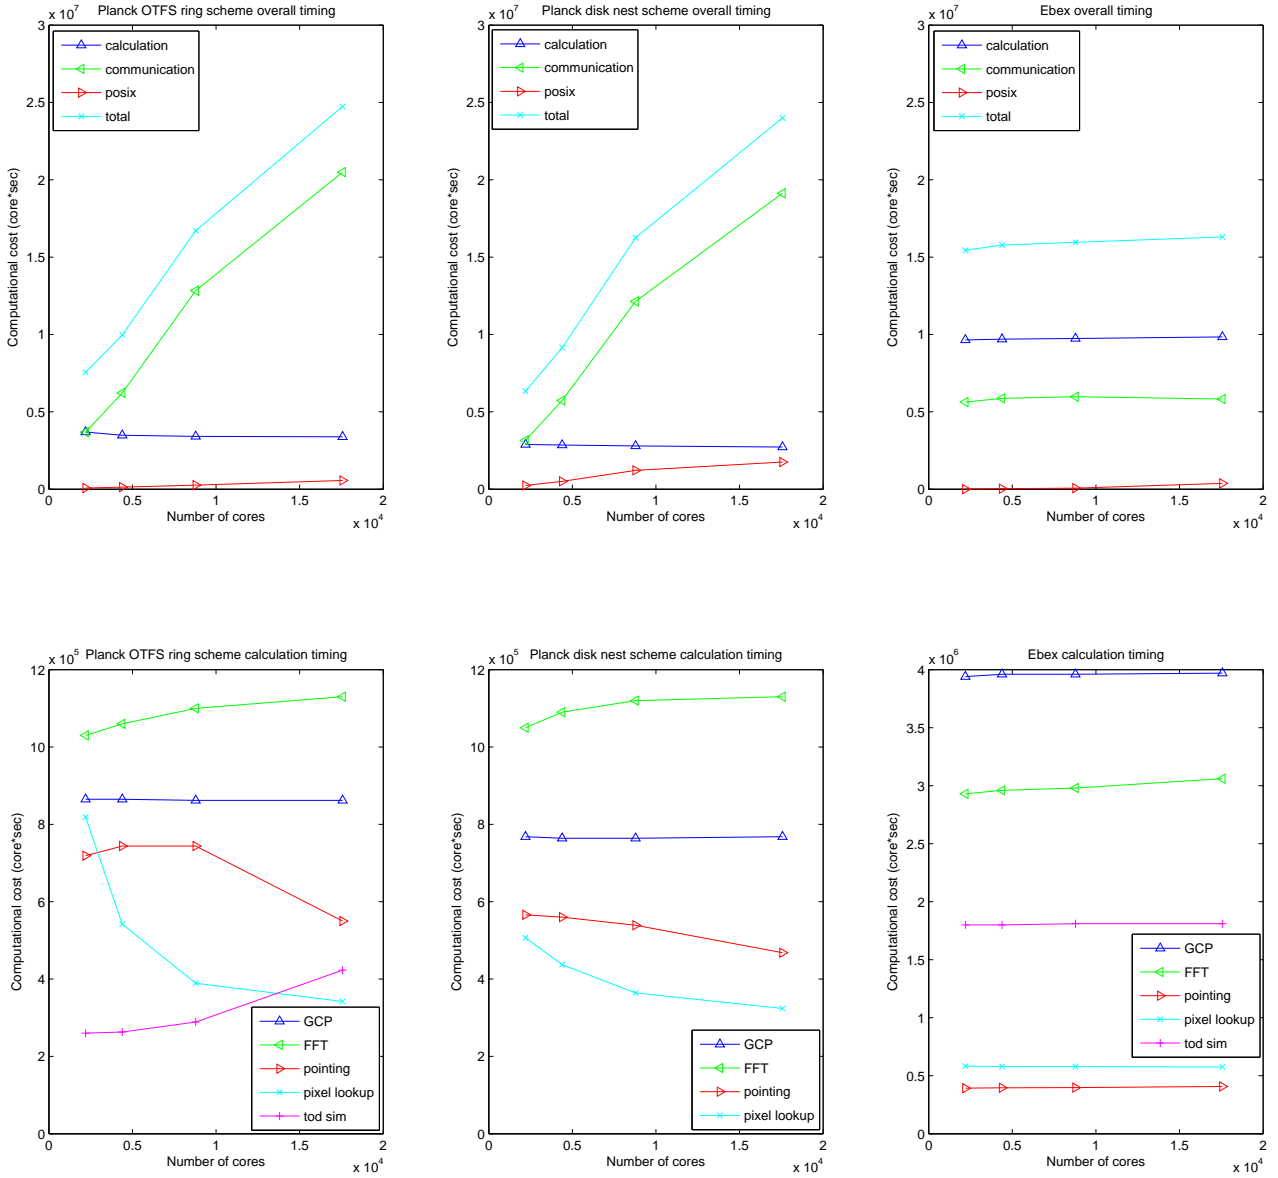 Planck OTFS ring scheme overall timing
x 10^7
3
2.5
2
1.5
1
0.5
0
0
0.5
1
1.5
2
x 10^4
Number of cores
Computational cost (core*sec)
calculation
communication
posix
total
Planck disk nest scheme overall timing
x 10^7
3
2.5
2
1.5
1
0.5
0
0
0.5
1
1.5
2
x 10^4
Number of cores
Computational cost (core*sec)
calculation
communication
posix
total
Ebex overall timing
x 10^7
3
2.5
2
1.5
1
0.5
0
0
0.5
1
1.5
2
x 10^4
Number of cores
Computational cost (core*sec)
calculation
communication
posix
total
Planck OTFS ring scheme calculation timing
x 10^5
12
10
8
6
4
2
0
0
0.5
1
1.5
2
x 10^4
Number of cores
Computational cost (core*sec)
GCP
FFT
pointing
pixel lookup
tod sim
Planck disk nest scheme calculation timing
x 10^5
12
10
8
6
4
2
0
0
0.5
1
1.5
2
x 10^4
Number of cores
Computational cost (core*sec)
GCP
FFT
pointing
pixel lookup
Ebex calculation timing
x 10^6
4
3.5
3
2.5
2
1.5
1
0.5
0
0
0.5
1
1.5
2
x 10^4
Number of cores
Computational cost (core*sec)
GCP
FFT
pointing
pixel lookup
tod sim